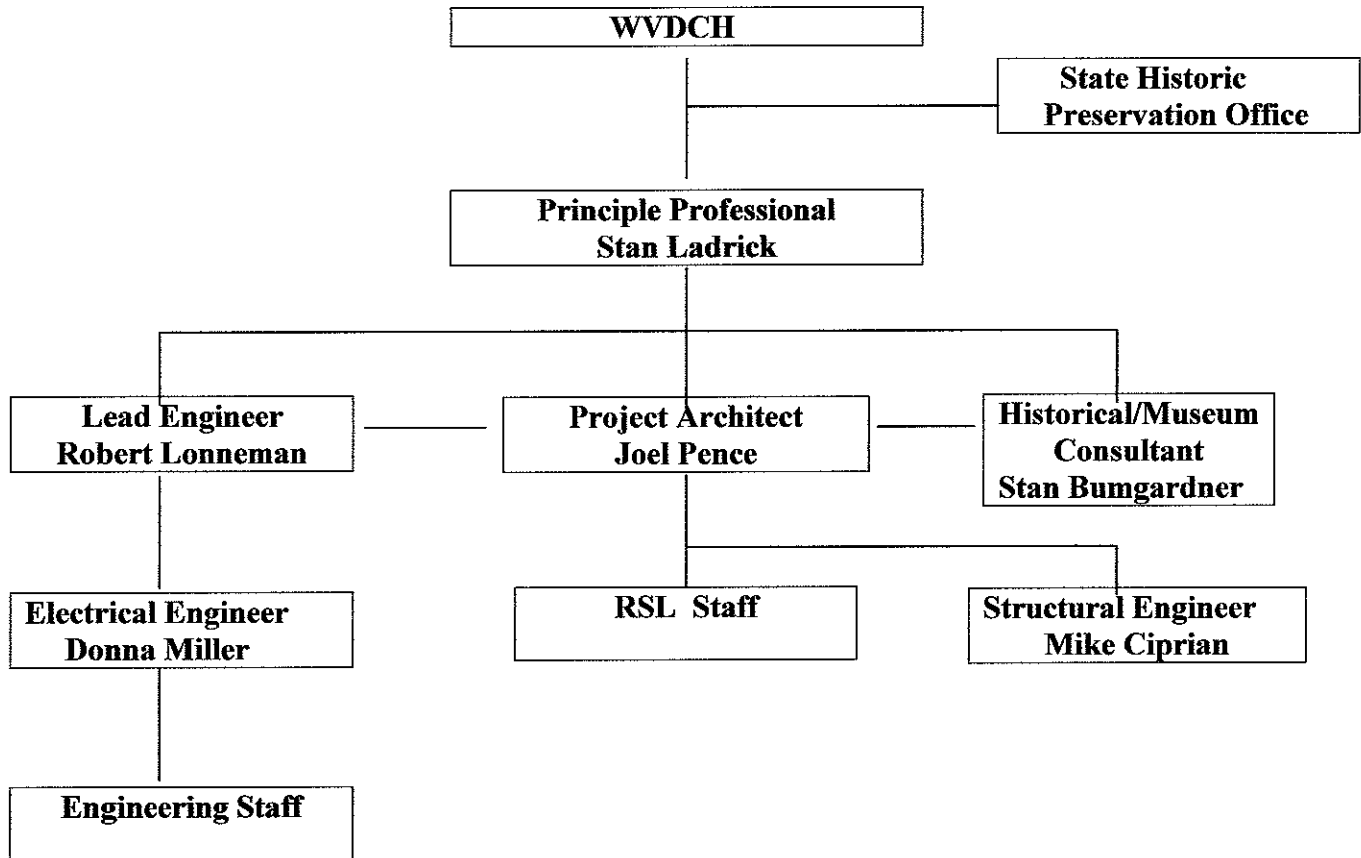 WVDCH
State Historic
Preservation Office
Principle Professional
Stan Ladrick
Lead Engineer
Robert Lonneman
Project Architect
Joel Pence
Historical/Museum
Consultant
Stan Bumgardner
Electrical Engineer
Donna Miller
RSL Staff
Structural Engineer
Mike Ciprian
Engineering Staff